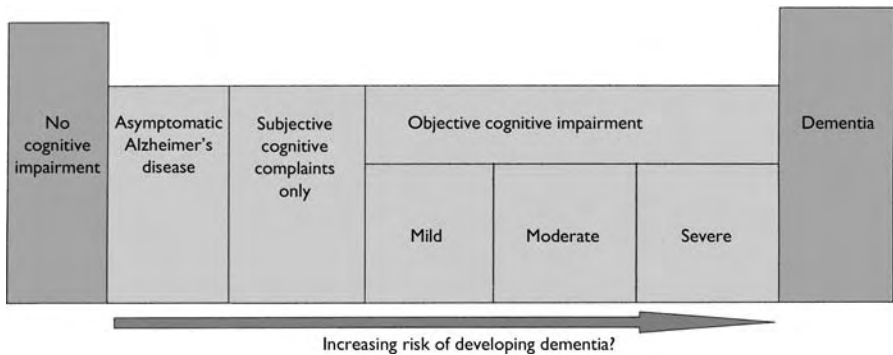 No
cognitive
impairment
Asymptomatic
Alzheimer's
disease
Subjective
cognitive
complaints
only
Objective cognitive impairment
Mild
Moderate
Severe
Dementia
Increasing risk of developing dementia?